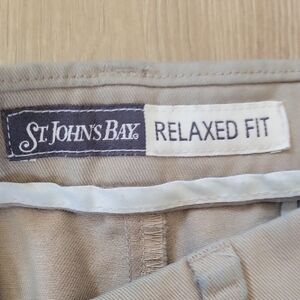 ST. JOHN'S BAY. RELAXED FIT